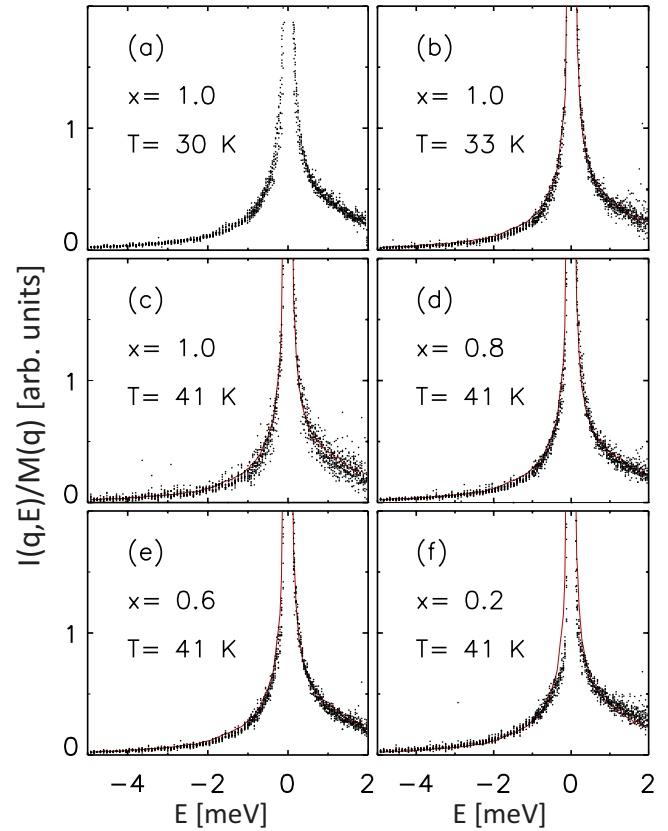 (a)
x= 1.0
T= 30 K
(b)
x= 1.0
T= 33 K
1
0
(c)
x= 1.0
T= 41 K
(d)
x= 0.8
T= 41 K
1
0
(e)
x= 0.6
T= 41 K
(f)
x= 0.2
T= 41 K
1
0
I(q,E)/M(q) [arb. units]
−4 −2 0 2
−4 −2 0 2
E [meV]
E [meV]